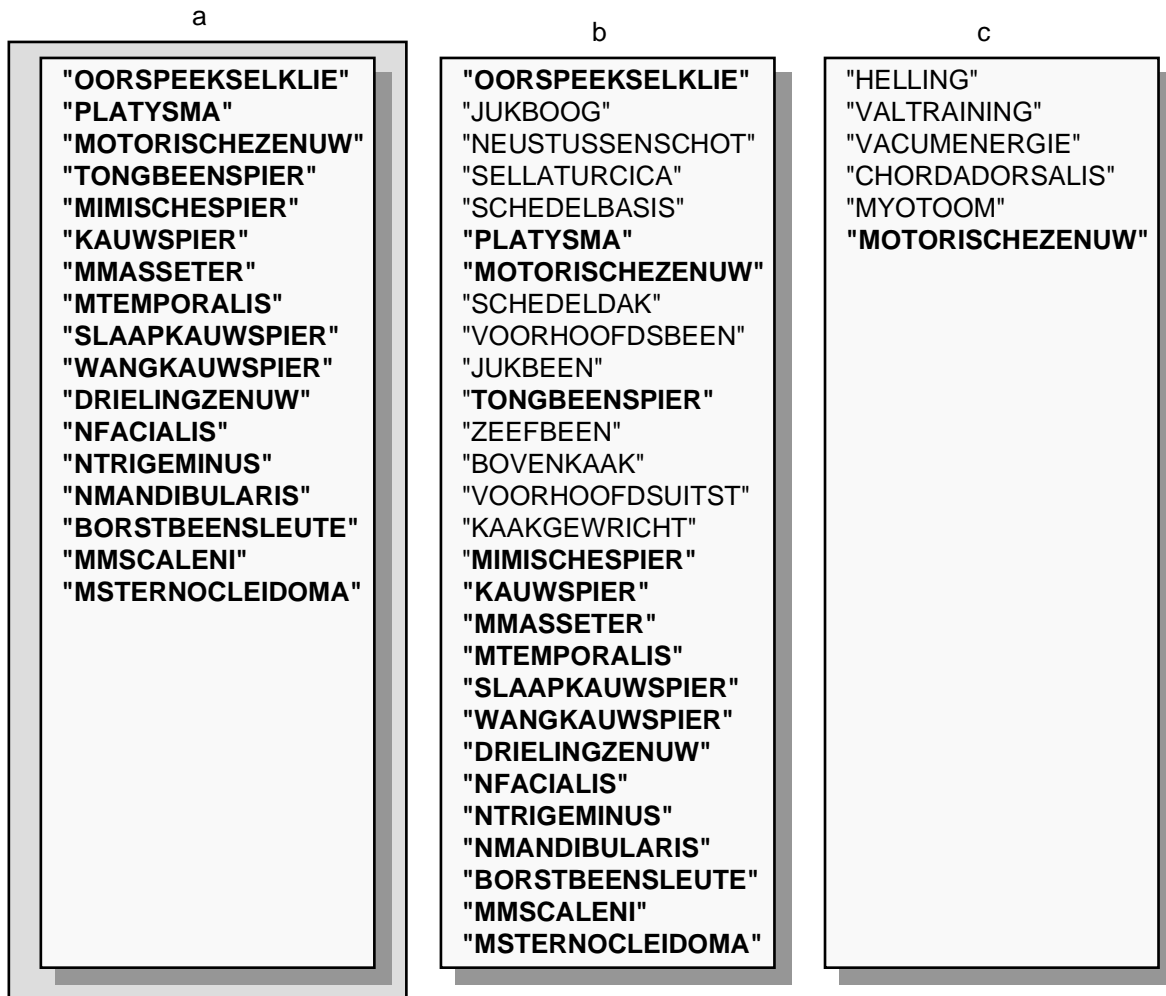 a
"OORSPEEKSELKLIE"
"PLATYSMA"
"MOTORISCHEZENUW"
"TONGBEENSPIER"
"MIMISCHESPIER"
"KAUWSPIER"
"MMASSETER"
"MTEMPORALIS"
"SLAAPKAUWSPIER"
"WANGKAUWSPIER"
"DRIELINGZENUW"
"NFACIALIS"
"NTRIGEMINUS"
"NMANDIBULARIS"
"BORSTBEENSLEUTE"
"MMSCALENI"
"MSTERNOCLEIDOMA"
b
"OORSPEEKSELKLIE"
"JUKBOOG"
"NEUSTUSSENSCHOT"
"SELLATURCICA"
"SCHEDELBASIS"
"PLATYSMA"
"MOTORISCHEZENUW"
"SCHEDELDAK"
"VOORHOOFDSBEEN"
"JUKBEEN"
"TONGBEENSPIER"
"ZEEFBEEN"
"BOVENKAAK"
"VOORHOOFDSUITST"
"KAAKGEWRICHT"
"MIMISCHESPIER"
"KAUWSPIER"
"MMASSETER"
"MTEMPORALIS"
"SLAAPKAUWSPIER"
"WANGKAUWSPIER"
"DRIELINGZENUW"
"NFACIALIS"
"NTRIGEMINUS"
"NMANDIBULARIS"
"BORSTBEENSLEUTE"
"MMSCALENI"
"MSTERNOCLEIDOMA"
c
"HELLING"
"VALTRAINING"
"VACUMENERGIE"
"CHORDADORSALIS"
"MYOTOOM"
"MOTORISCHEZENUW"